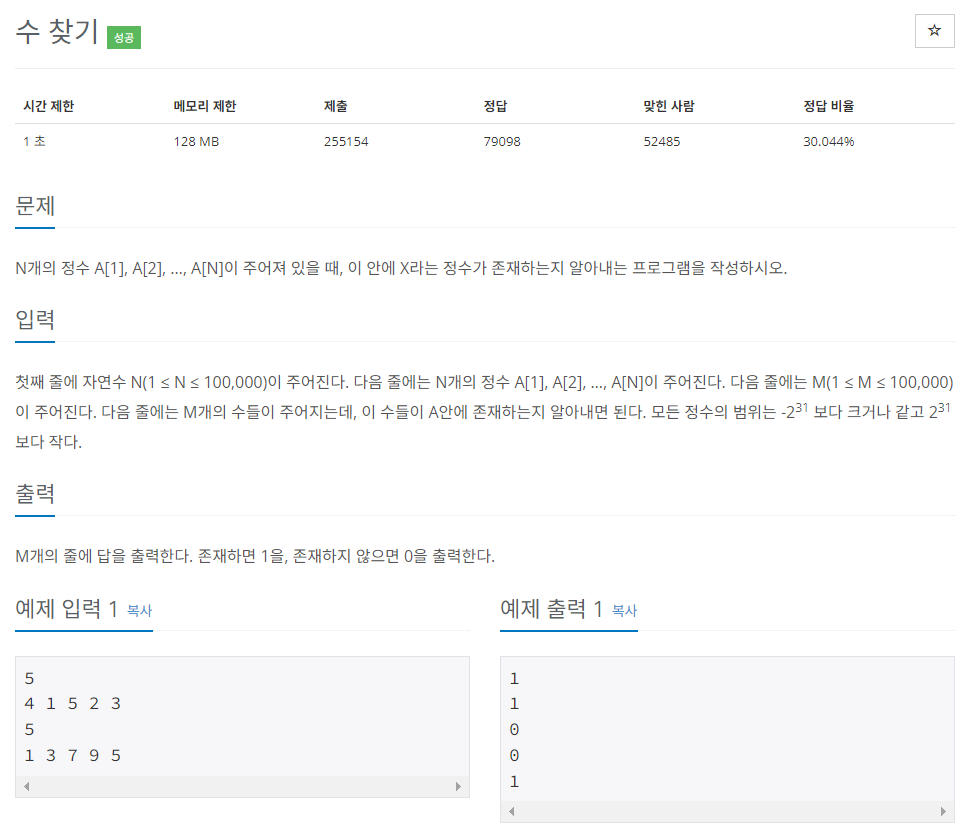 수 찾기 성공
☆
시간 제한 메모리 제한 제출 정답 맞힌 사람 정답 비율
1 초 128 MB 255154 79098 52485 30.044%
문제
N개의 정수 A[1], A[2], ..., A[N]이 주어져 있을 때, 이 안에 X라는 정수가 존재하는지 알아내는 프로그램을 작성하시오.
입력
첫째 줄에 자연수 N(1 ≤ N ≤ 100,000)이 주어진다. 다음 줄에는 N개의 정수 A[1], A[2], ..., A[N]이 주어진다. 다음 줄에는 M(1 ≤ M ≤ 100,000)
이 주어진다. 다음 줄에는 M개의 수들이 주어지는데, 이 수들이 A안에 존재하는지 알아내면 된다. 모든 정수의 범위는 -2³¹ 보다 크거나 같고 2³¹
보다 작다.
출력
M개의 줄에 답을 출력한다. 존재하면 1을, 존재하지 않으면 0을 출력한다.
예제 입력 1 복사
5
4 1 5 2 3
5
1 3 7 9 5
예제 출력 1 복사
1
1
0
0
1